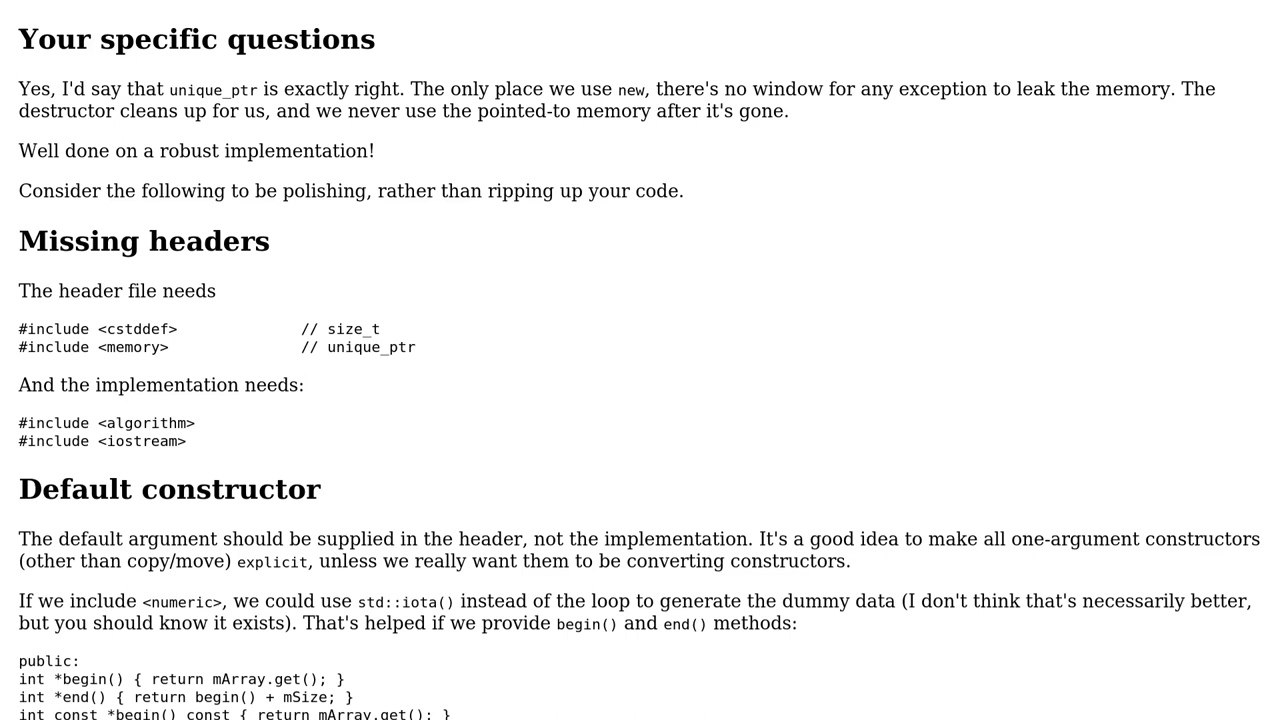 Your specific questions
Yes, I'd say that unique_ptr is exactly right. The only place we use new, there's no window for any exception to leak the memory. The
destructor cleans up for us, and we never use the pointed-to memory after it's gone.
Well done on a robust implementation!
Consider the following to be polishing, rather than ripping up your code.
Missing headers
The header file needs
#include <cstddef>              // size_t
#include <memory>               // unique_ptr
And the implementation needs:
#include <algorithm>
#include <iostream>
Default constructor
The default argument should be supplied in the header, not the implementation. It's a good idea to make all one-argument constructors
(other than copy/move) explicit, unless we really want them to be converting constructors.
If we include <numeric>, we could use std::iota() instead of the loop to generate the dummy data (I don't think that's necessarily better,
but you should know it exists). That's helped if we provide begin() and end() methods:
public:
int *begin() { return mArray.get(); }
int *end() { return begin() + mSize; }
int const *begin() const { return mArray.get(); }